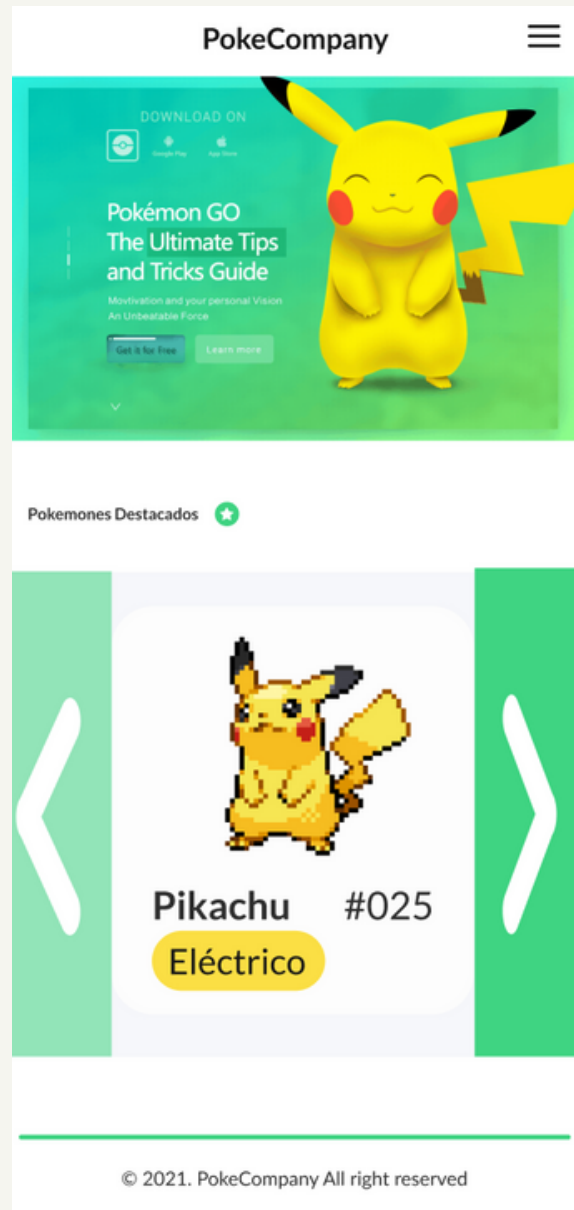 PokeCompany
DOWNLOAD ON
Google Play App Store
Pokémon GO
The Ultimate Tips
and Tricks Guide
Movtivation and your personal Vision
An Unbeatable Force
Get it for Free Learn more
Pokemones Destacados
Pikachu #025
Eléctrico
© 2021. PokeCompany All right reserved